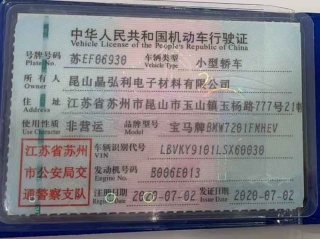 中华人民共和国机动车行驶证
Vehicle License of the People's Republic of China
号牌号码 苏EF06930 车辆类型 小型轿车
Plate No. Vehicle Type
所有人 昆山晶弘利电子材料有限公司
Owner
住址 江苏省苏州市昆山市玉山镇玉杨路777号21幢
Address
使用性质 非营运 品牌型号 宝马牌BMW7201FMHEV
Use Character Model
江苏省苏州
市公安局交
通警察支队
车辆识别代号 LBVKY9101LSX60030
VIN
发动机号码 B006E013
Engine No.
注册日期 2020-07-02 发证日期 2020-07-02
Register Date Issue Date